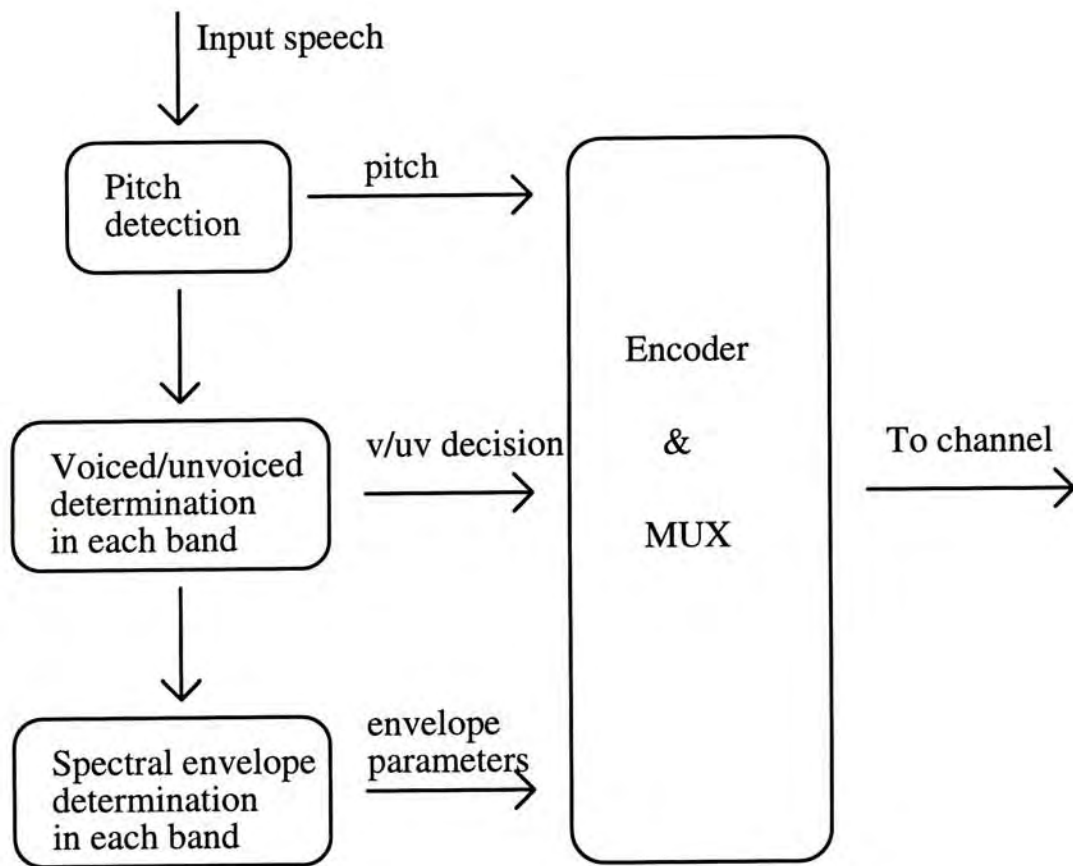 Input speech
Pitch
detection
pitch
Voiced/unvoiced
determination
in each band
v/uv decision
Spectral envelope
determination
in each band
envelope
parameters
Encoder
&
MUX
To channel